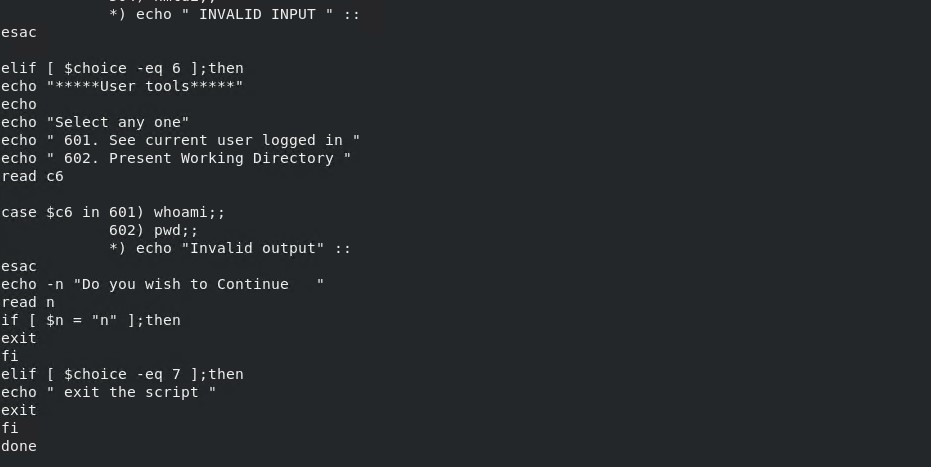 *) echo " INVALID INPUT " ::
esac
elif [ $choice -eq 6 ];then
echo "*****User tools*****"
echo
echo "Select any one"
echo " 601. See current user logged in "
echo " 602. Present Working Directory "
read c6
case $c6 in 601) whoami;;
602) pwd;;
*) echo "Invalid output" ::
esac
echo -n "Do you wish to Continue   "
read n
if [ $n = "n" ];then
exit
fi
elif [ $choice -eq 7 ];then
echo " exit the script "
exit
fi
done